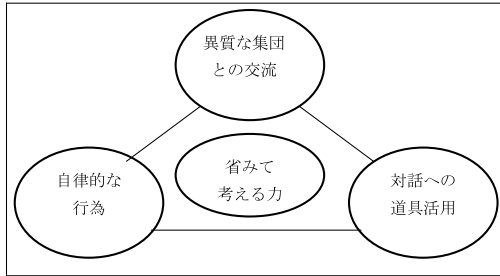 異質な集団
との交流
省みて
考える力
自律的な
行為
対話への
道具活用